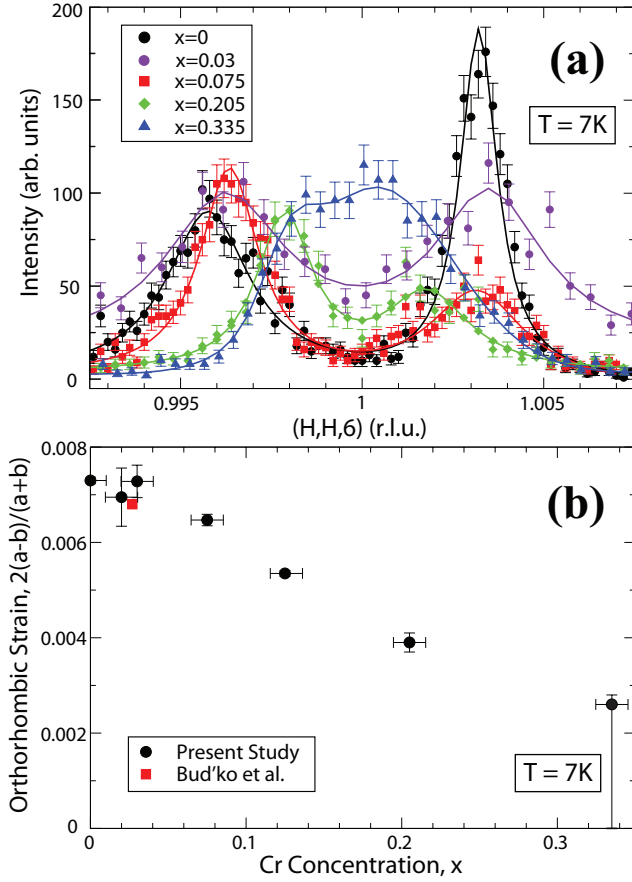 200
150
100
50
0
Intensity (arb. units)
x=0
x=0.03
x=0.075
x=0.205
x=0.335
(a)
T = 7K
0.995
1
1.005
(H,H,6) (r.l.u.)
0.008
0.006
0.004
0.002
0
Orthorhombic Strain, 2(a-b)/(a+b)
(b)
Present Study
Bud'ko et al.
T = 7K
0
0.1
0.2
0.3
Cr Concentration, x